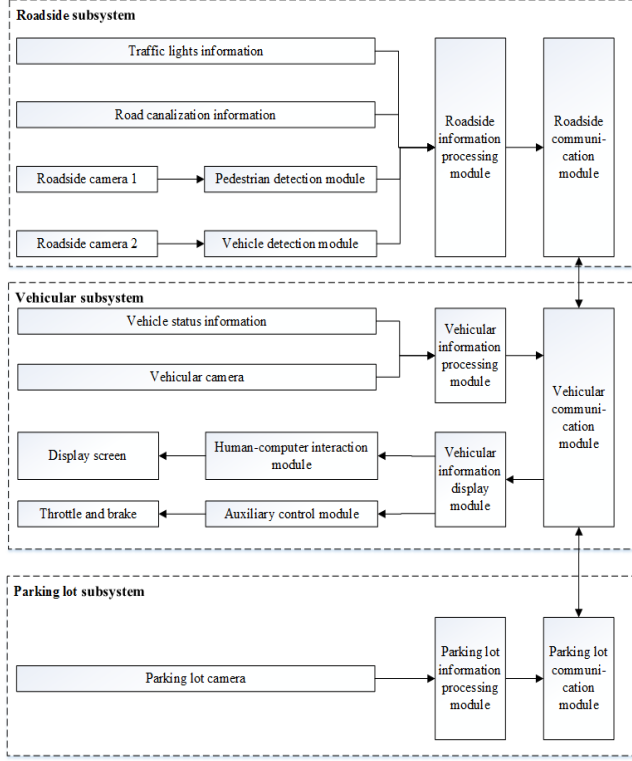 Roadside subsystem
Traffic lights information
Road canalization information
Roadside camera 1
Pedestrian detection module
Roadside camera 2
Vehicle detection module
Roadside
information
processing
module
Roadside
communi-
cation
module
Vehicular subsystem
Vehicle status information
Vehicular camera
Vehicular
information
processing
module
Vehicular
communi-
cation
module
Display screen
Human-computer interaction
module
Vehicular
information
display
module
Throttle and brake
Auxiliary control module
Parking lot subsystem
Parking lot camera
Parking lot
information
processing
module
Parking lot
communi-
cation
module